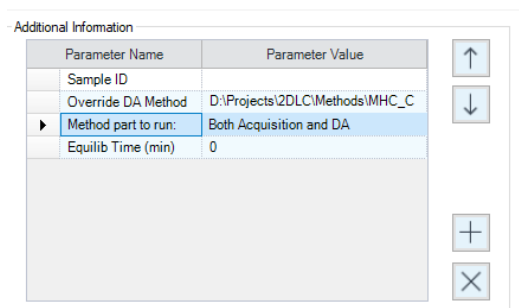 Additional Information
Parameter Name Parameter Value
Sample ID
Override DA Method D:\Projects\2DLC\Methods\MHC_C
Method part to run: Both Acquisition and DA
Equilib Time (min) 0